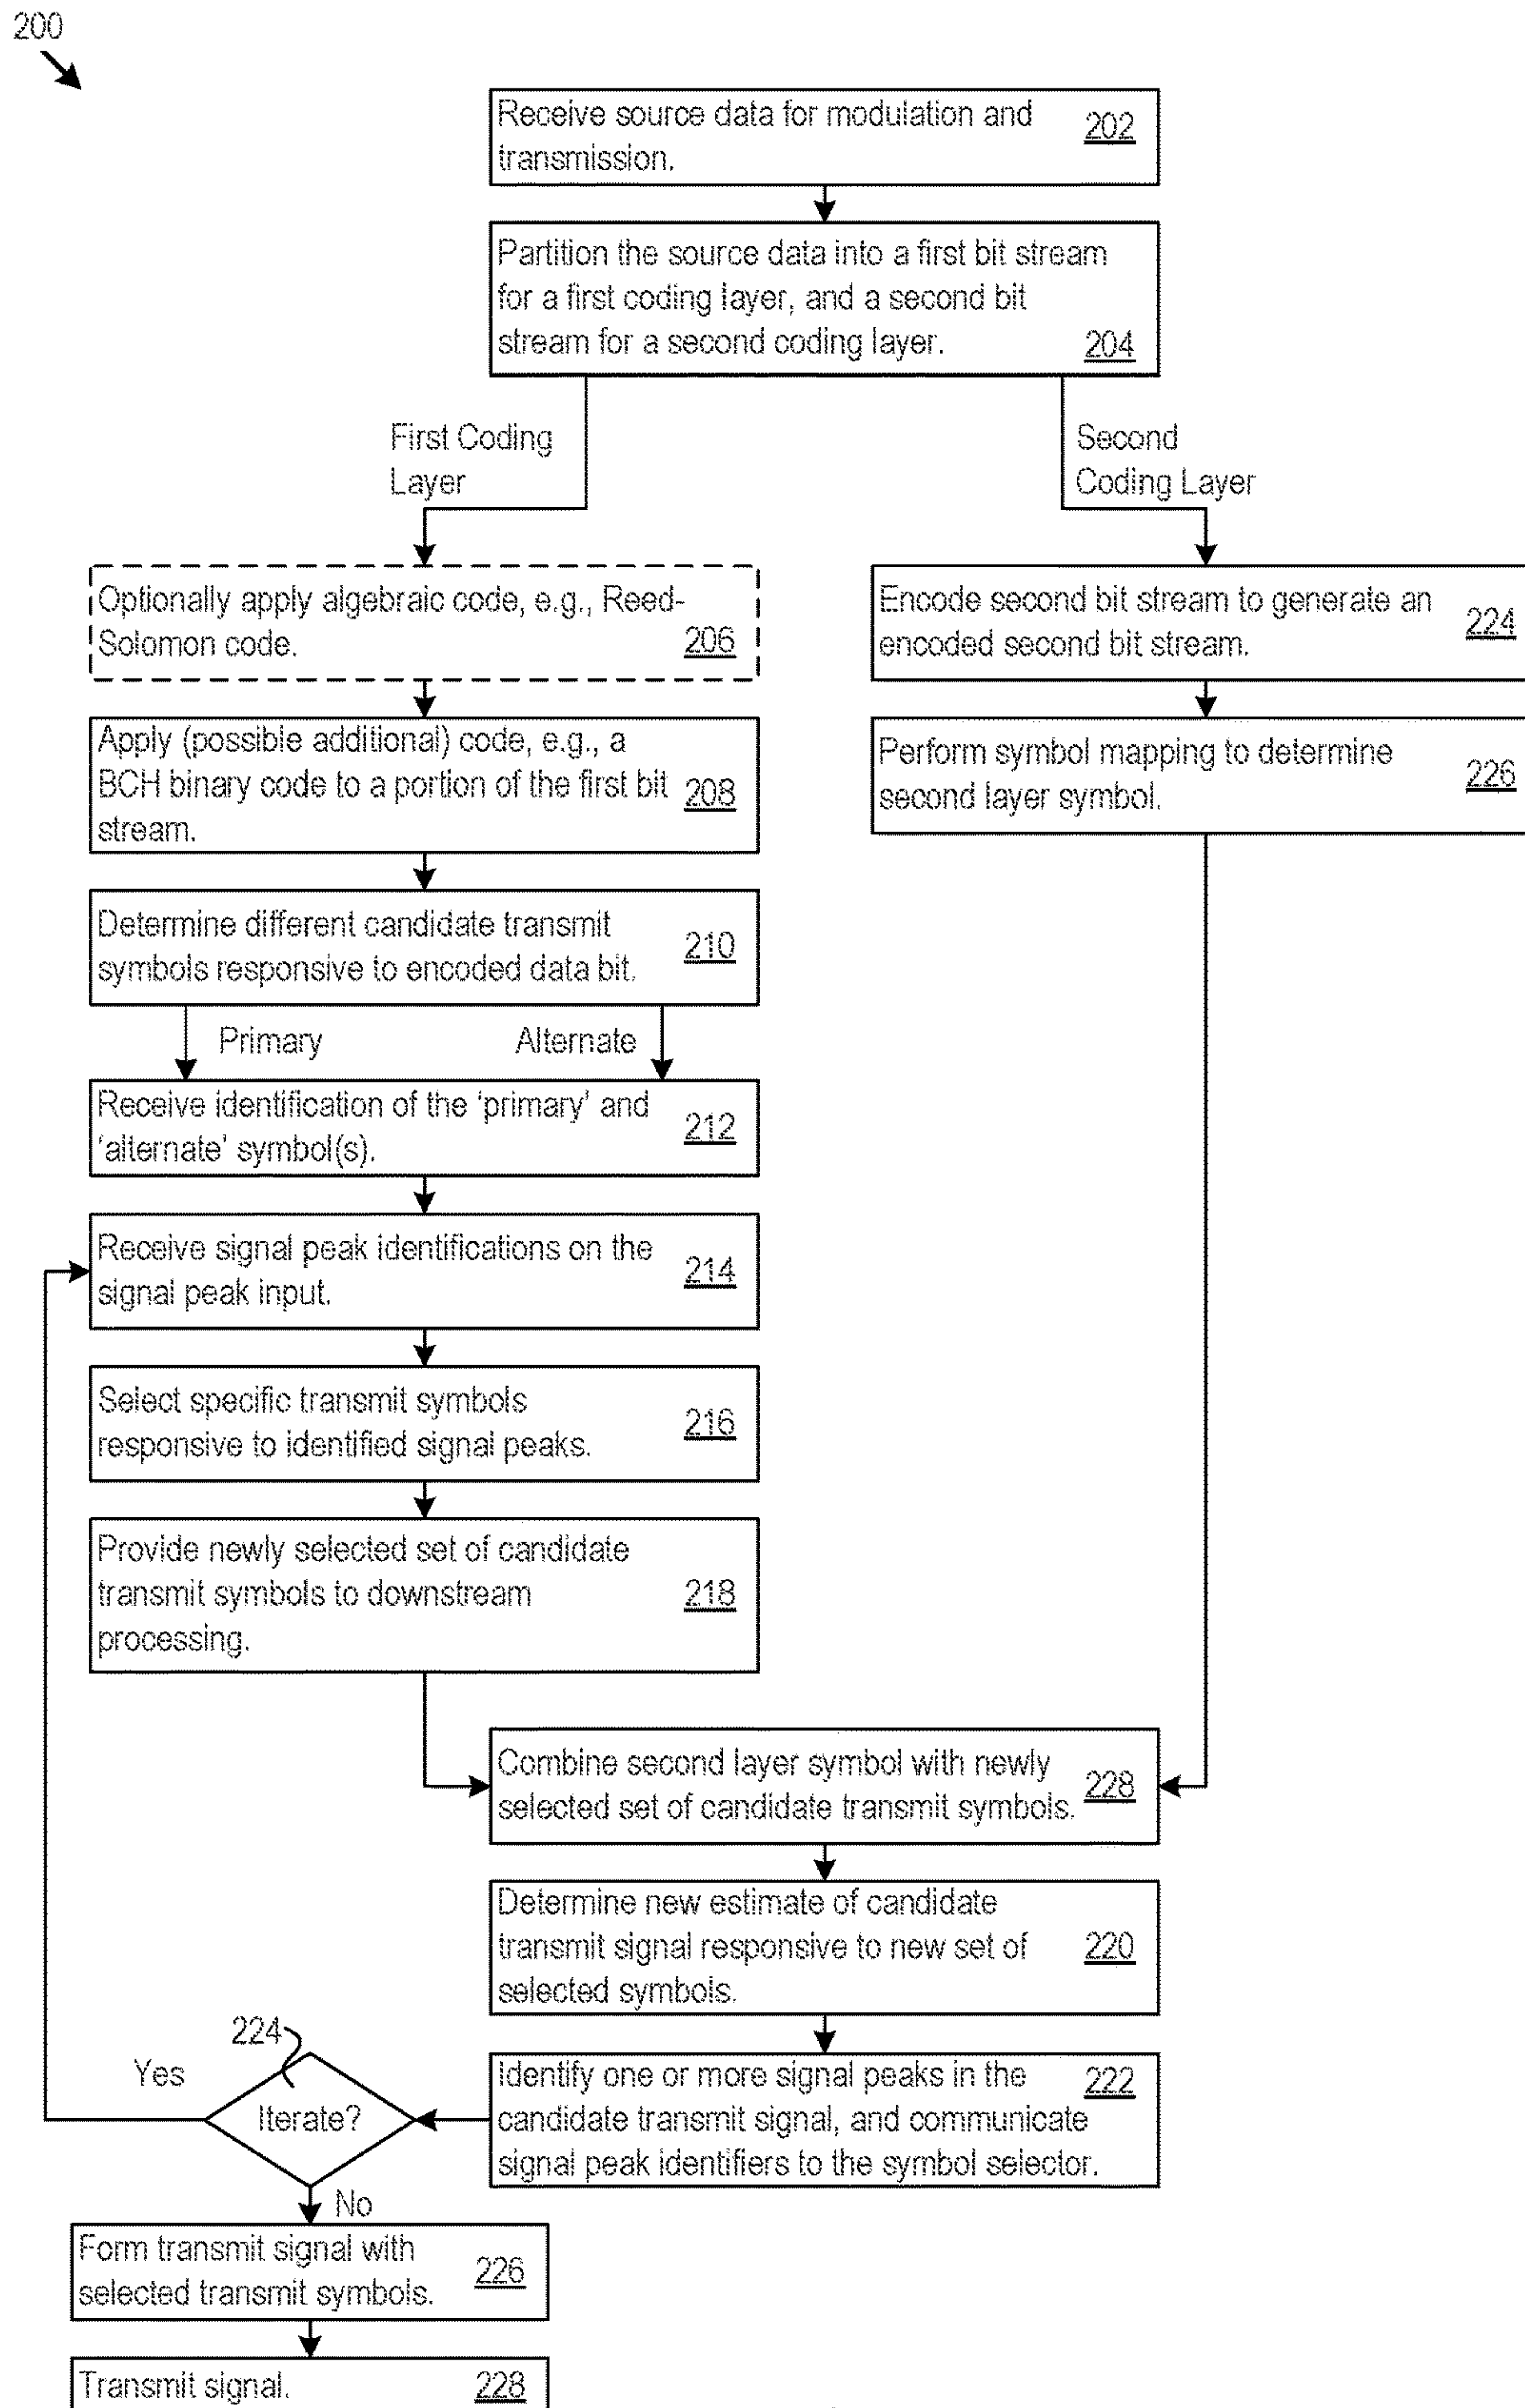 200
Receive source data for modulation and
transmission.
202
Partition the source data into a first bit stream
for a first coding layer, and a second bit
stream for a second coding layer.
204
First Coding
Layer
Second
Coding Layer
Optionally apply algebraic code, e.g., Reed-
Solomon code.
206
Encode second bit stream to generate an
encoded second bit stream.
224
Apply (possible additional) code, e.g., a
BCH binary code to a portion of the first bit
stream.
208
Perform symbol mapping to determine
second layer symbol.
226
Determine different candidate transmit
symbols responsive to encoded data bit.
210
Primary
Alternate
Receive identification of the ‘primary’ and
‘alternate’ symbol(s).
212
Receive signal peak identifications on the
signal peak input.
214
Select specific transmit symbols
responsive to identified signal peaks.
216
Provide newly selected set of candidate
transmit symbols to downstream
processing.
218
Combine second layer symbol with newly
selected set of candidate transmit symbols.
228
Determine new estimate of candidate
transmit signal responsive to new set of
selected symbols.
220
Identify one or more signal peaks in the
candidate transmit signal, and communicate
signal peak identifiers to the symbol selector.
222
224
Yes
Iterate?
No
Form transmit signal with
selected transmit symbols.
226
Transmit signal.
228